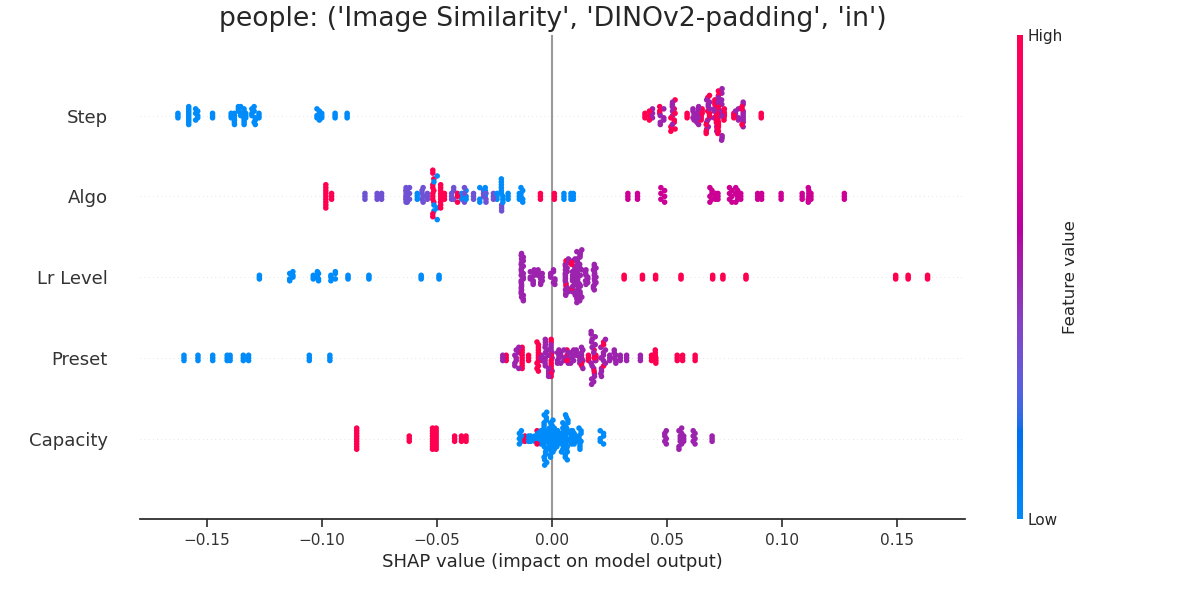 people: ('Image Similarity', 'DINOv2-padding', 'in')
High
Step
Algo
Lr Level
Preset
Capacity
Feature value
Low
−0.15
−0.10
−0.05
0.00
0.05
0.10
0.15
SHAP value (impact on model output)